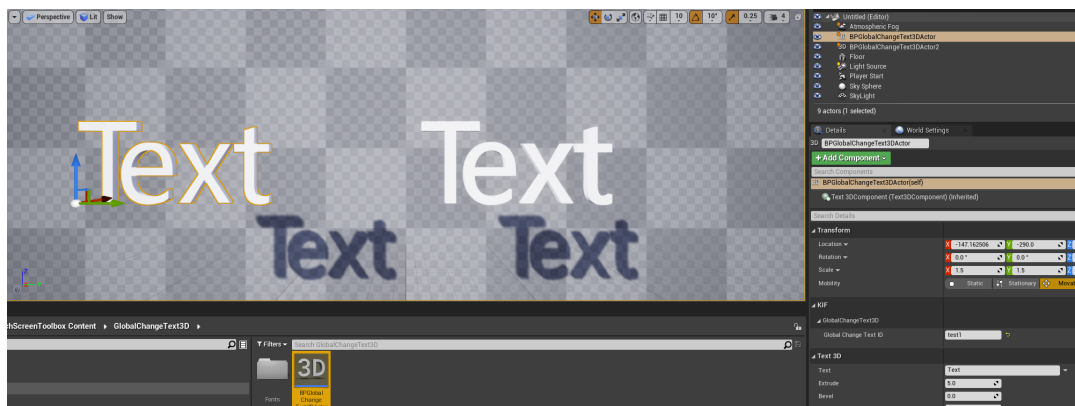 Perspective
Lit
Show
10
10°
0.25
4
Text
Text
Text
Text
Untitled (Editor)
Atmospheric Fog
BPGlobalChangeText3DActor
BPGlobalChangeText3DActor2
Floor
Light Source
Player Start
Sky Sphere
SkyLight
9 actors (1 selected)
Details
World Settings
3D BPGlobalChangeText3DActor
+Add Component
Search Components
BPGlobalChangeText3DActor(self)
Text 3DComponent (Text3DComponent) (Inherited)
Search Details
Transform
Location X -147.162506 Y -290.0 Z
Rotation X 0.0° Y 0.0° Z
Scale X 1.5 Y 1.5 Z
Mobility Static Stationary Movab
KIF
GlobalChangeText3D
Global Change Text ID test1
Text 3D
Text Text
Extrude 5.0
Bevel 0.0
chScreenToolbox Content GlobalChangeText3D
Filters Search GlobalChangeText3D
Fonts
3D
BPGlobal
Change